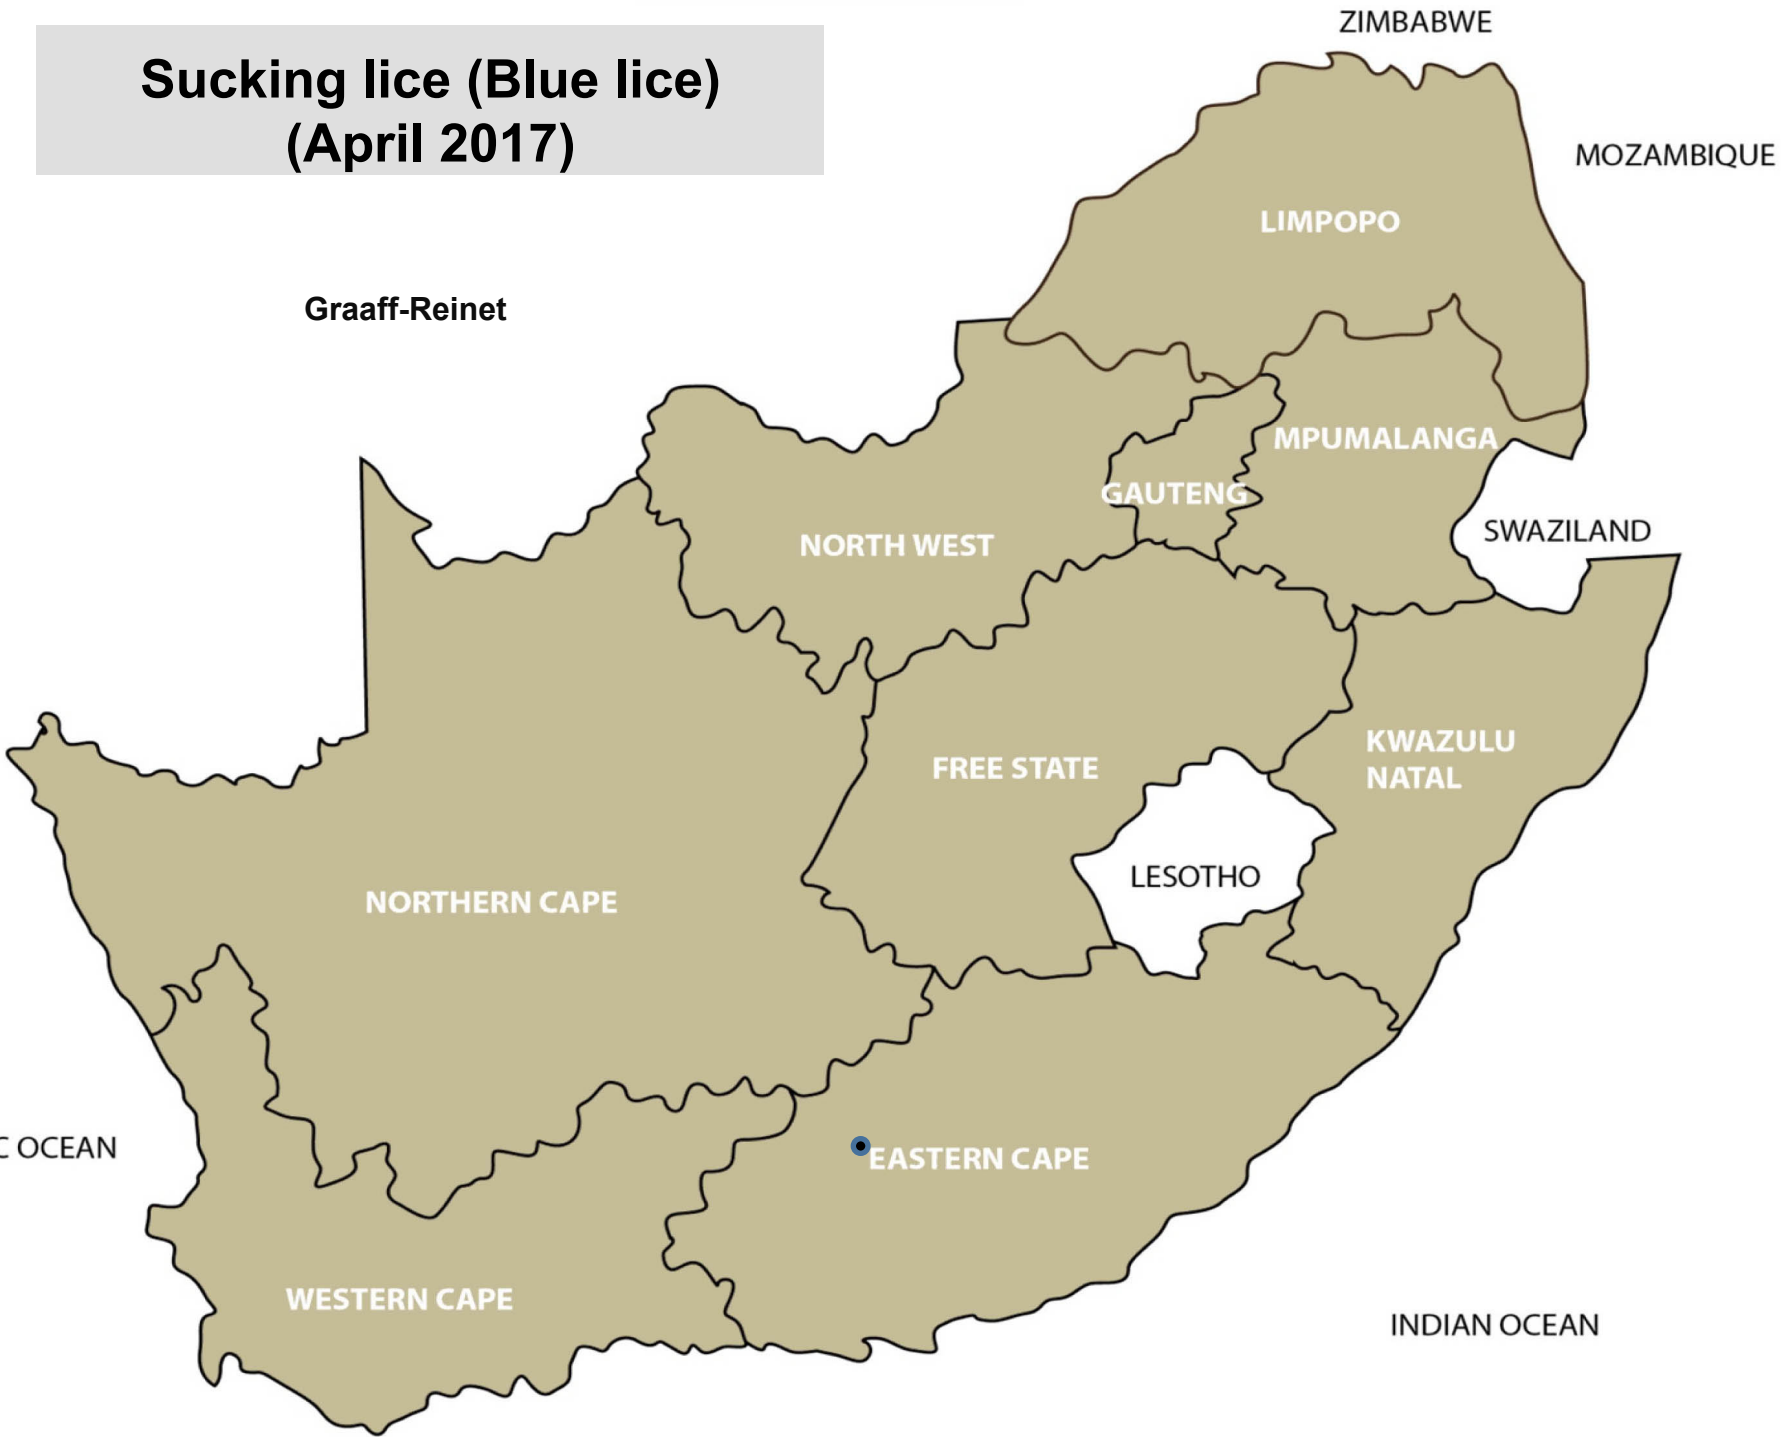 Sucking lice (Blue lice)
(April 2017)
ZIMBABWE
MOZAMBIQUE
LIMPOPO
Graaff-Reinet
MPUMALANGA
GAUTENG
SWAZILAND
NORTH WEST
KWAZULU
NATAL
FREE STATE
LESOTHO
NORTHERN CAPE
C OCEAN
EASTERN CAPE
WESTERN CAPE
INDIAN OCEAN